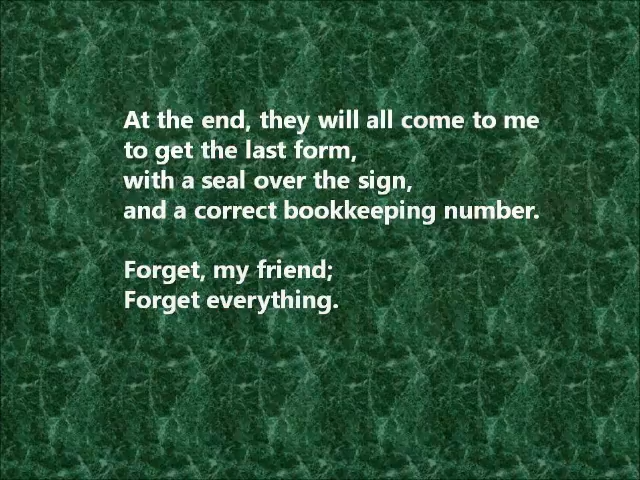 At the end, they will all come to me
to get the last form,
with a seal over the sign,
and a correct bookkeeping number.
Forget, my friend;
Forget everything.